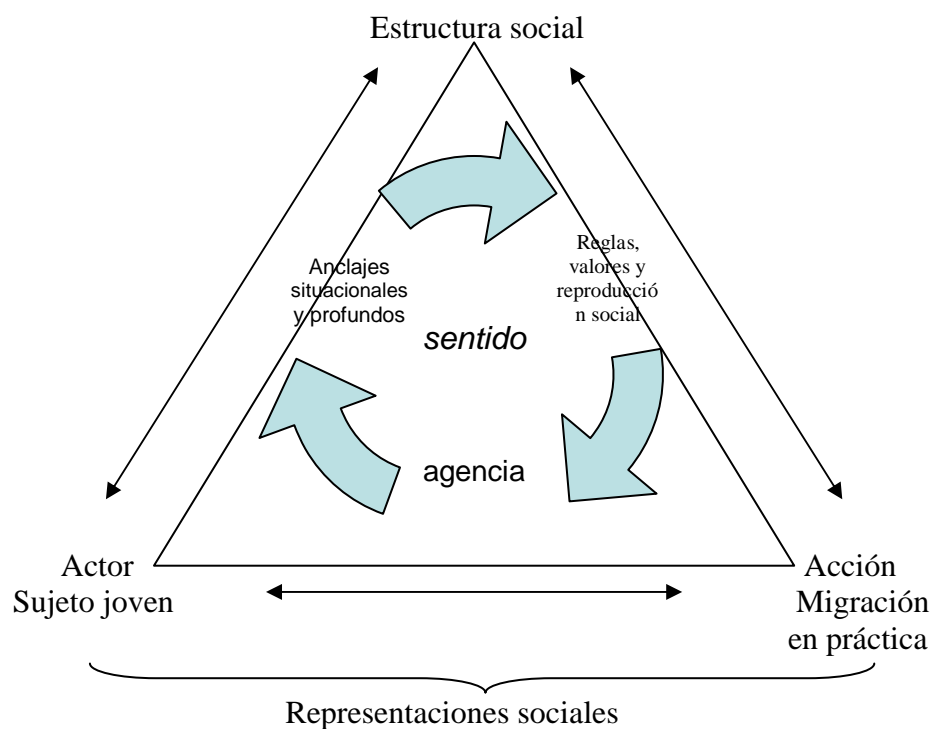 Estructura social
Anclajes
situacionales
y profundos
Reglas,
valores y
reproducció
n social
sentido
agencia
Actor
Sujeto joven
Acción
Migración
en práctica
Representaciones sociales